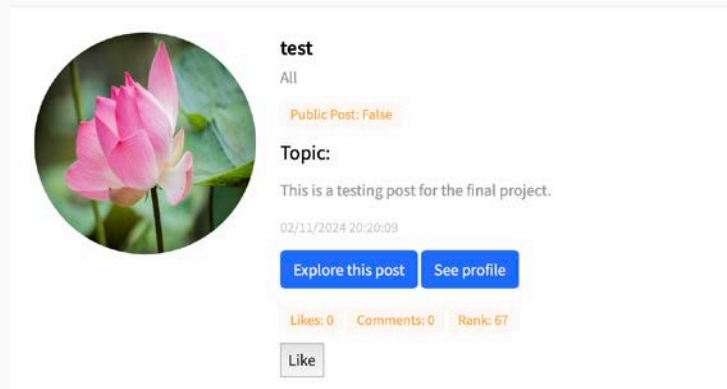 test
All
Public Post: False
Topic:
This is a testing post for the final project.
02/11/2024 20:20:09
Explore this post See profile
Likes: 0 Comments: 0 Rank: 67
Like